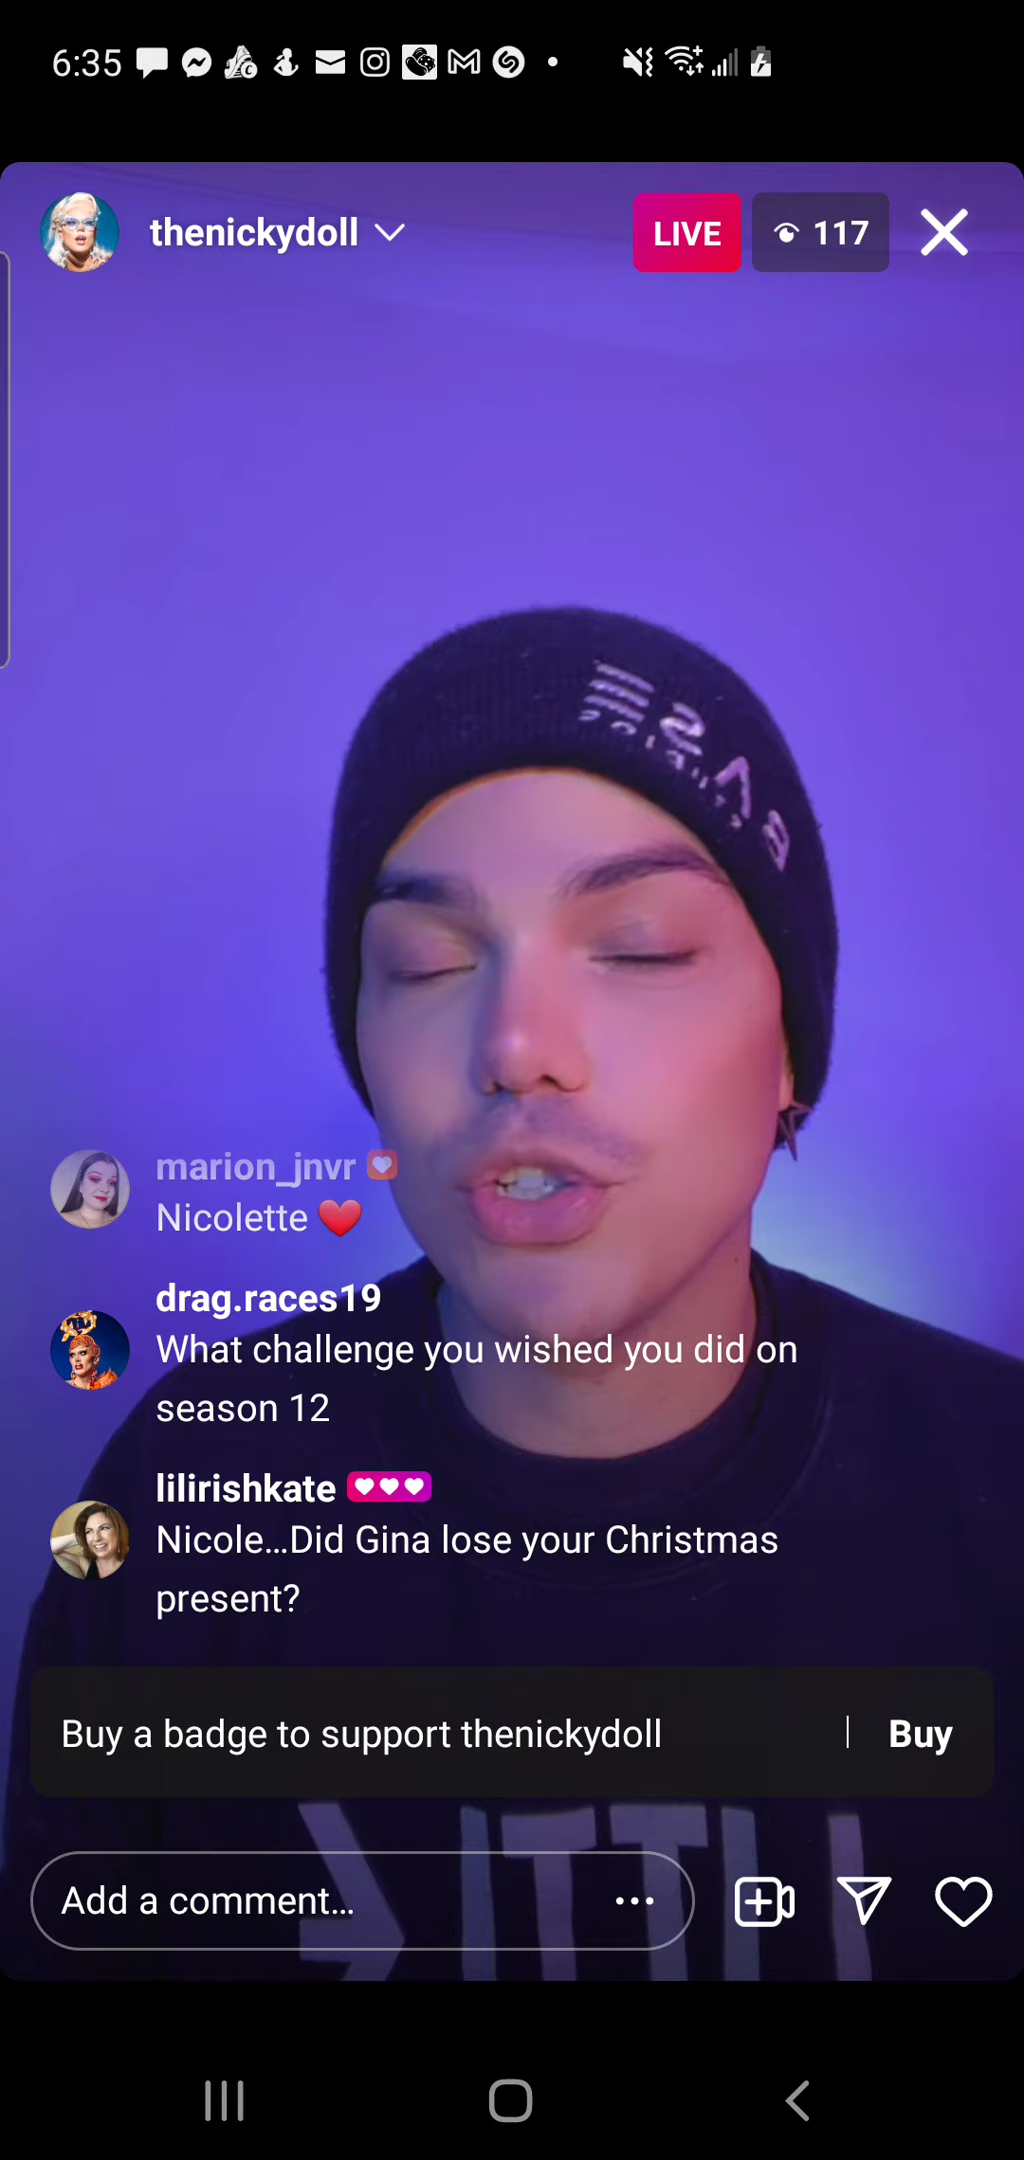 6:35
thenickydoll
LIVE
117
marion_jnvr
Nicolette ❤️
drag.races19
What challenge you wished you did on
season 12
lilirishkate
Nicole...Did Gina lose your Christmas
present?
Buy a badge to support thenickydoll | Buy
Add a comment...